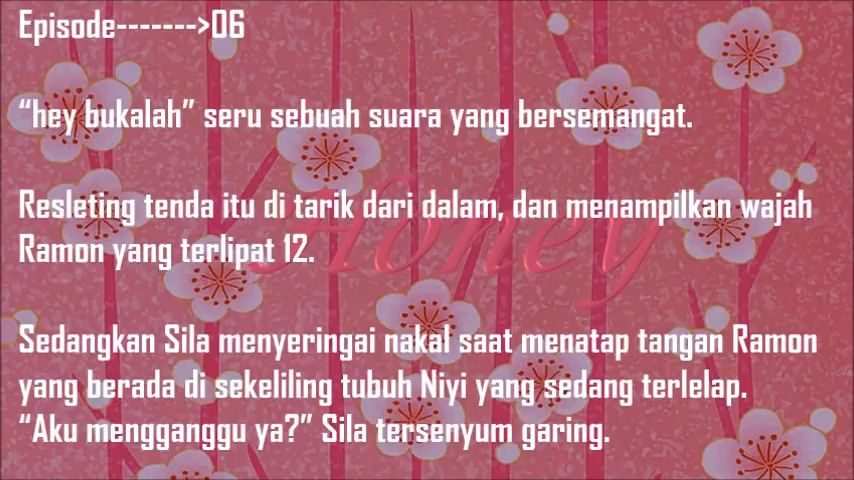 Episode------->06
“hey bukalah” seru sebuah suara yang bersemangat.
Resleting tenda itu di tarik dari dalam, dan menampilkan wajah
Ramon yang terlipat 12.
Honey
Sedangkan Sila menyeringai nakal saat menatap tangan Ramon
yang berada di sekeliling tubuh Niyi yang sedang terlelap.
“Aku mengganggu ya?” Sila tersenyum garing.